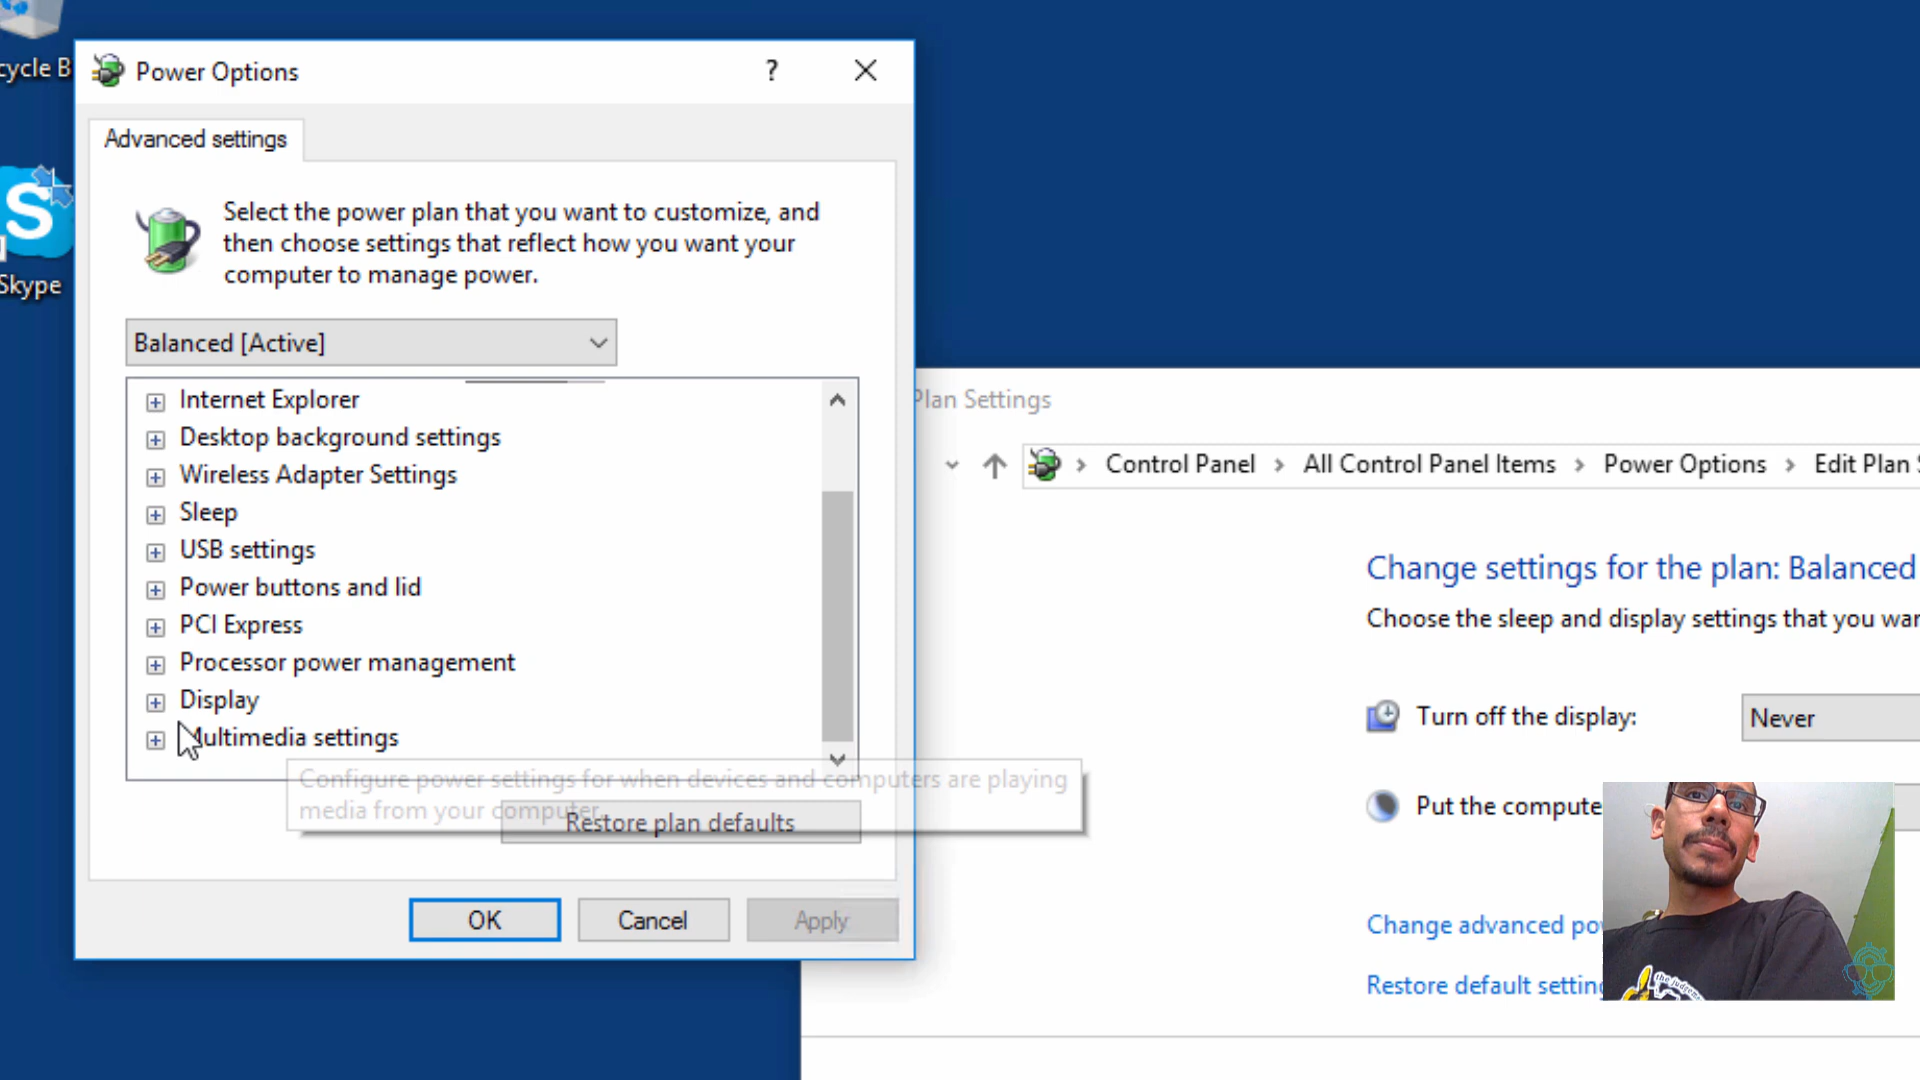 cycle B
Skype
Power Options
?
Advanced settings
Select the power plan that you want to customize, and
then choose settings that reflect how you want your
computer to manage power.
Balanced [Active]
Internet Explorer
Desktop background settings
Wireless Adapter Settings
Sleep
USB settings
Power buttons and lid
PCI Express
Processor power management
Display
Multimedia settings
Configure power settings for when devices and computers are playing
media from your computer.
Restore plan defaults
OK
Cancel
Apply
Plan Settings
Control Panel > All Control Panel Items > Power Options > Edit Plan S
Change settings for the plan: Balanced
Choose the sleep and display settings that you war
Turn off the display:
Never
Put the compute
Change advanced po
Restore default setting
the judgeme